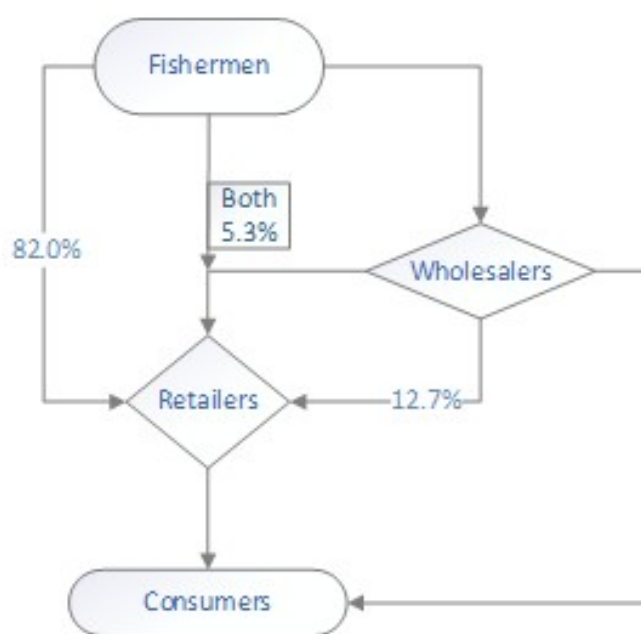 Fishermen
Both
5.3%
82.0%
Wholesalers
Retailers
12.7%
Consumers